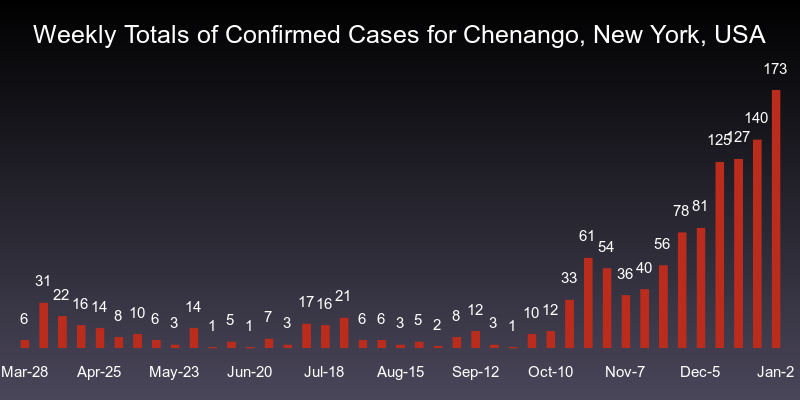 Weekly Totals of Confirmed Cases for Chenango, New York, USA
6 31 22 16 14 8 10 6 3 14 1 5 1 7 3 17 16 21 6 6 3 5 2 8 12 3 1 10 12 33 61 54 36 40 56 78 81 125 127 140 173
Mar-28 Apr-25 May-23 Jun-20 Jul-18 Aug-15 Sep-12 Oct-10 Nov-7 Dec-5 Jan-2